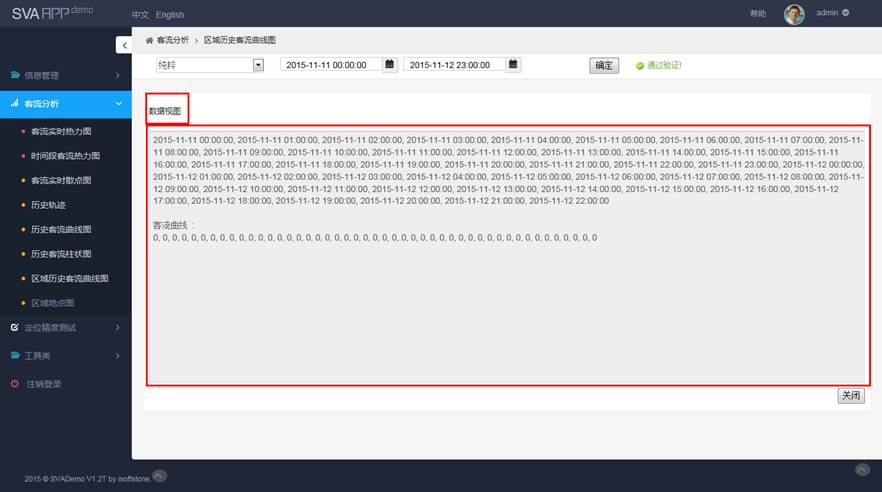 SVA APP demo
中文 English
帮助
admin
客流分析 > 区域历史客流曲线图
纯粹
2015-11-11 00:00:00
2015-11-12 23:00:00
确定
通过验证!
信息管理
客流分析
客流实时热力图
时间段客流热力图
客流实时散点图
历史轨迹
历史客流曲线图
历史客流柱状图
区域历史客流曲线图
区域地点图
定位精度测试
工具类
注销登录
数据视图
2015-11-11 00:00:00, 2015-11-11 01:00:00, 2015-11-11 02:00:00, 2015-11-11 03:00:00, 2015-11-11 04:00:00, 2015-11-11 05:00:00, 2015-11-11 06:00:00, 2015-11-11 07:00:00, 2015-11-
11 08:00:00, 2015-11-11 09:00:00, 2015-11-11 10:00:00, 2015-11-11 11:00:00, 2015-11-11 12:00:00, 2015-11-11 13:00:00, 2015-11-11 14:00:00, 2015-11-11 15:00:00, 2015-11-11
16:00:00, 2015-11-11 17:00:00, 2015-11-11 18:00:00, 2015-11-11 19:00:00, 2015-11-11 20:00:00, 2015-11-11 21:00:00, 2015-11-11 22:00:00, 2015-11-11 23:00:00, 2015-11-12 00:00:00,
2015-11-12 01:00:00, 2015-11-12 02:00:00, 2015-11-12 03:00:00, 2015-11-12 04:00:00, 2015-11-12 05:00:00, 2015-11-12 06:00:00, 2015-11-12 07:00:00, 2015-11-12 08:00:00, 2015-11-
12 09:00:00, 2015-11-12 10:00:00, 2015-11-12 11:00:00, 2015-11-12 12:00:00, 2015-11-12 13:00:00, 2015-11-12 14:00:00, 2015-11-12 15:00:00, 2015-11-12 16:00:00, 2015-11-12
17:00:00, 2015-11-12 18:00:00, 2015-11-12 19:00:00, 2015-11-12 20:00:00, 2015-11-12 21:00:00, 2015-11-12 22:00:00
客流曲线 :
0, 0, 0, 0, 0, 0, 0, 0, 0, 0, 0, 0, 0, 0, 0, 0, 0, 0, 0, 0, 0, 0, 0, 0, 0, 0, 0, 0, 0, 0, 0, 0, 0, 0, 0, 0, 0, 0, 0, 0, 0, 0, 0, 0, 0, 0, 0
关闭
2015 © SVADemo V1.2T by isoftstone.